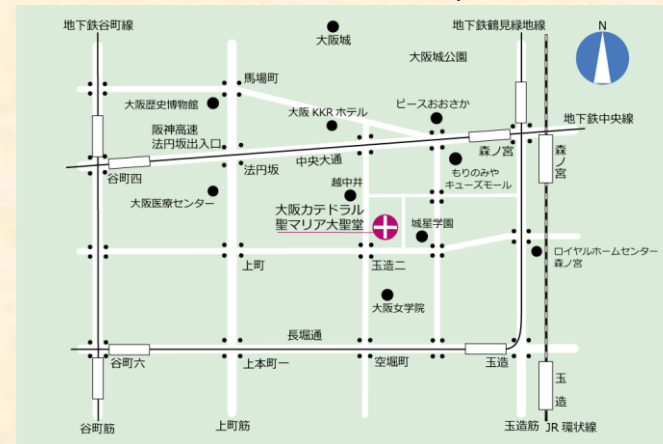 地下鉄谷町線
大阪城
地下鉄鶴見緑地線
N
大阪城公園
馬場町
大阪歴史博物館
大阪 KKR ホテル
ピースおおさか
地下鉄中央線
阪神高速
法円坂出入口
谷町四
法円坂
中央大通
森ノ宮
森ノ宮
もりのみや
キューズモール
越中井
大阪医療センター
大阪カテドラル
聖マリア大聖堂
城星学園
上町
玉造二
ロイヤルホームセンター
森ノ宮
大阪女学院
長堀通
谷町六
上本町一
空堀町
玉造
玉造
谷町筋
上町筋
玉造筋
JR 環状線